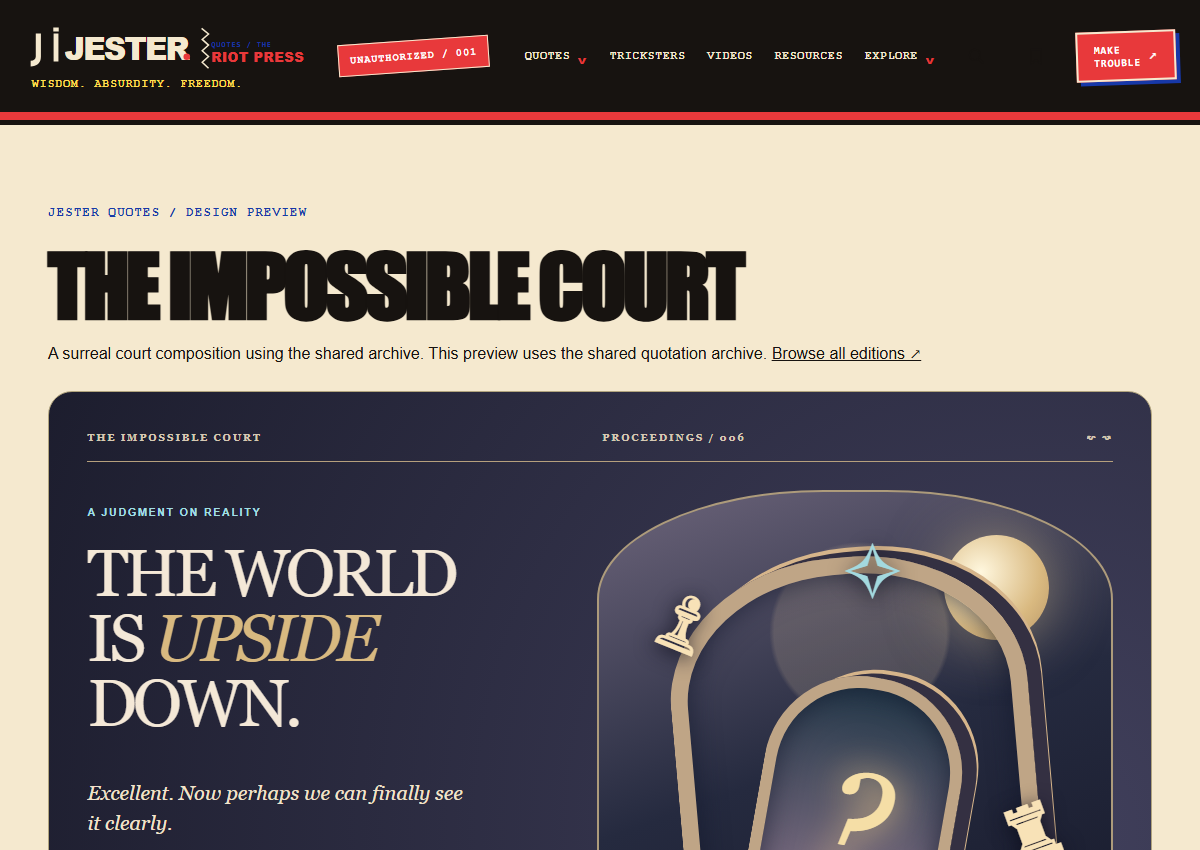 JESTER
QUOTES / THE
RIOT PRESS
WISDOM. ABSURDITY. FREEDOM.
UNAUTHORIZED / 001
QUOTES v
TRICKSTERS
VIDEOS
RESOURCES
EXPLORE v
MAKE
TROUBLE ↗
JESTER QUOTES / DESIGN PREVIEW
THE IMPOSSIBLE COURT
A surreal court composition using the shared archive. This preview uses the shared quotation archive. Browse all editions ↗
THE IMPOSSIBLE COURT
PROCEEDINGS / 006
A JUDGMENT ON REALITY
THE WORLD
IS UPSIDE
DOWN.
Excellent. Now perhaps we can finally see
it clearly.
?